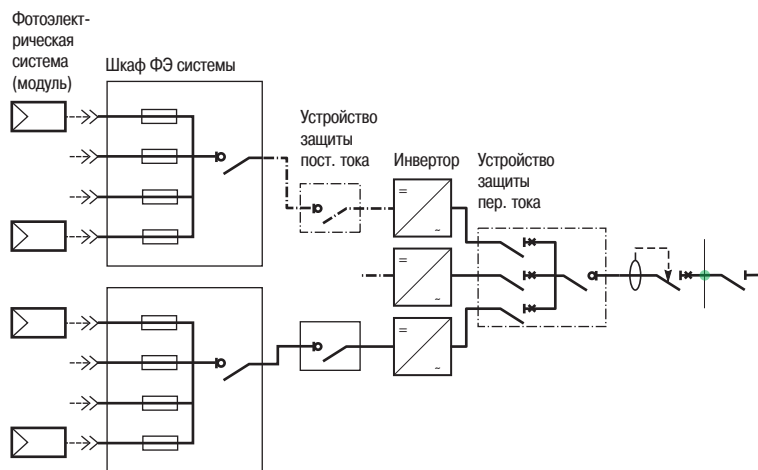 Фотоэлект-
рическая
система
(модуль)
Шкаф ФЭ системы
Устройство
защиты
пост. тока
Инвертор
Устройство
защиты
пер. тока
=
~
=
~
=
~